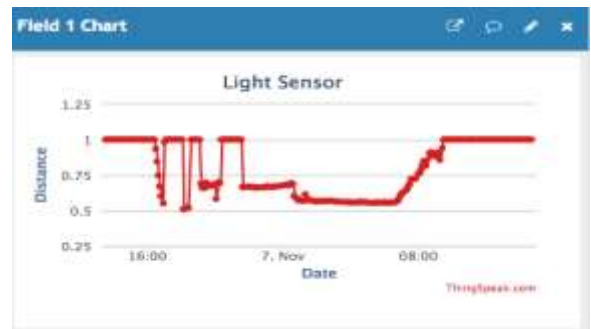 Field 1 Chart
Light Sensor
1.25
1
0.75
0.5
0.25
Distance
16:00 7. Nov 08:00
Date
ThingSpeak.com